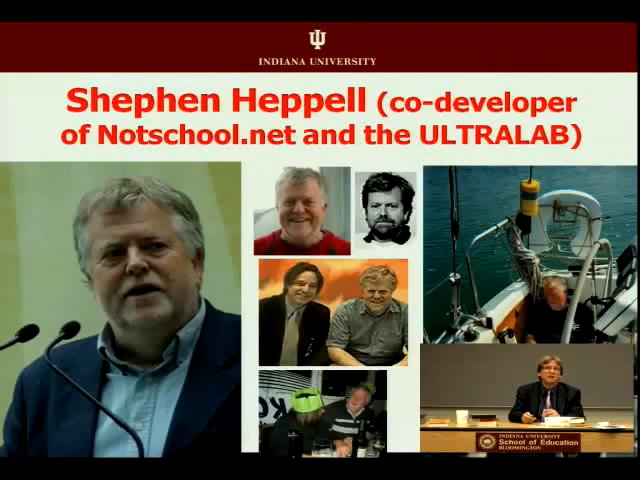 INDIANA UNIVERSITY
Shephen Heppell (co-developer
of Notschool.net and the ULTRALAB)
INDIANA UNIVERSITY
School of Education
BLOOMINGTON